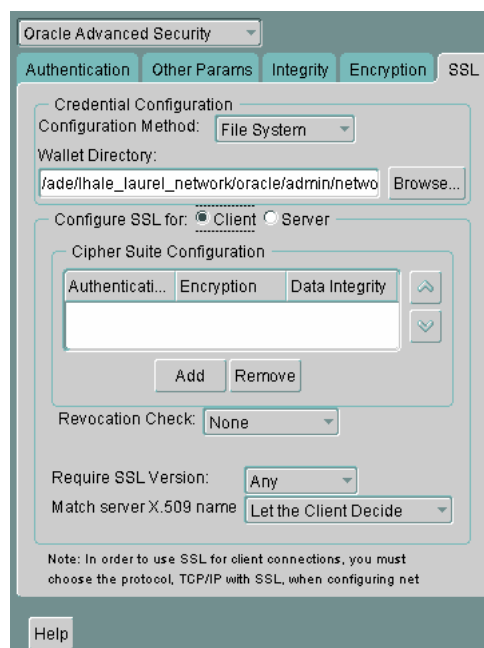 Oracle Advanced Security
Authentication Other Params Integrity Encryption SSL
Credential Configuration
Configuration Method: File System
Wallet Directory:
/ade/lhale_laurel_network/oracle/admin/netwo Browse...
Configure SSL for: Client Server
Cipher Suite Configuration
Authenticati... Encryption Data Integrity
Add Remove
Revocation Check: None
Require SSL Version: Any
Match server X.509 name Let the Client Decide
Note: In order to use SSL for client connections, you must
choose the protocol, TCP/IP with SSL, when configuring net
Help